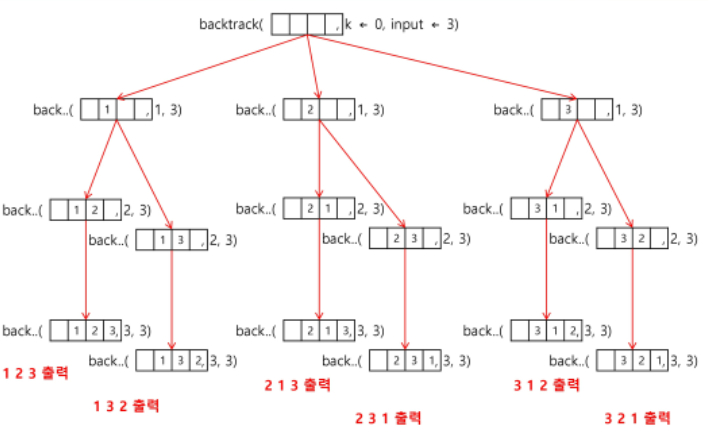 backtrack( , k ← 0, input ← 3)
back..( 1 , 1, 3)
back..( 2 , 1, 3)
back..( 3 , 1, 3)
back..( 1 2 , 2, 3)
back..( 1 3 , 2, 3)
back..( 2 1 , 2, 3)
back..( 2 3 , 2, 3)
back..( 3 1 , 2, 3)
back..( 3 2 , 2, 3)
back..( 1 2 3, 3, 3)
back..( 1 3 2, 3, 3)
back..( 2 1 3, 3, 3)
back..( 2 3 1, 3, 3)
back..( 3 1 2, 3, 3)
back..( 3 2 1, 3, 3)
1 2 3 출력
1 3 2 출력
2 1 3 출력
2 3 1 출력
3 1 2 출력
3 2 1 출력